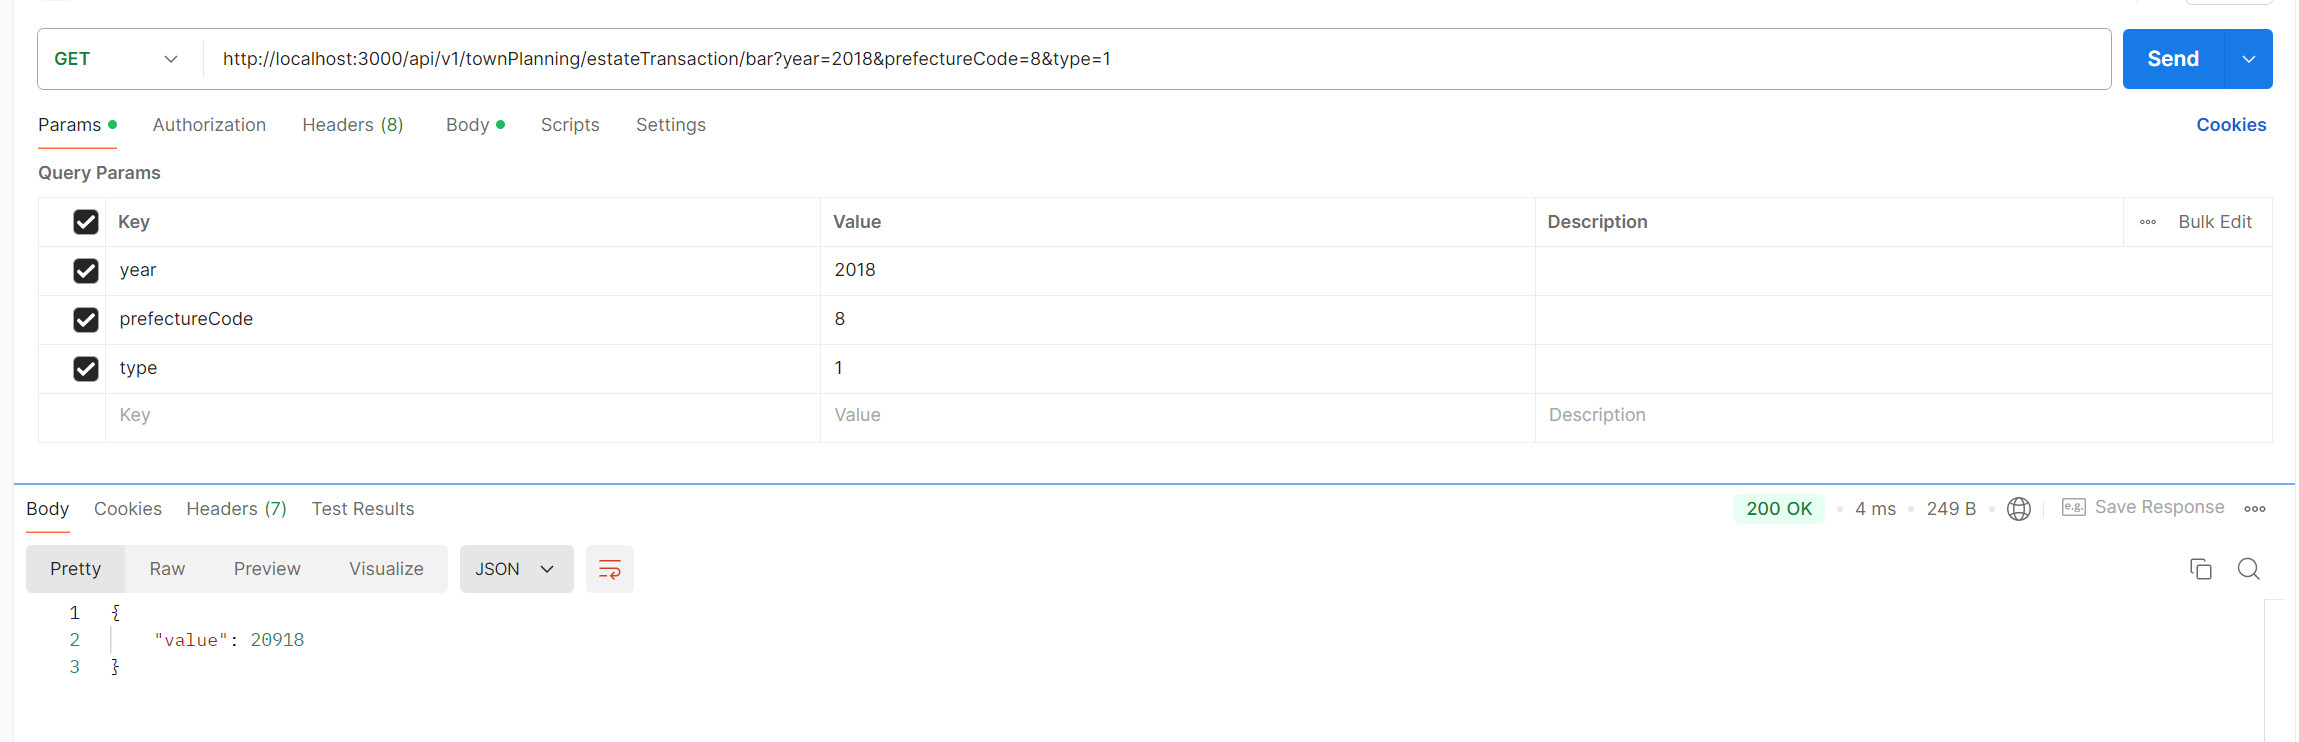 GET http://localhost:3000/api/v1/townPlanning/estateTransaction/bar?year=2018&prefectureCode=8&type=1 Send
Params Authorization Headers (8) Body Scripts Settings Cookies
Query Params
Key Value Description Bulk Edit
year 2018
prefectureCode 8
type 1
Key Value Description
Body Cookies Headers (7) Test Results 200 OK • 4 ms • 249 B • e.g. Save Response
Pretty Raw Preview Visualize JSON
1 {
2 "value": 20918
3 }